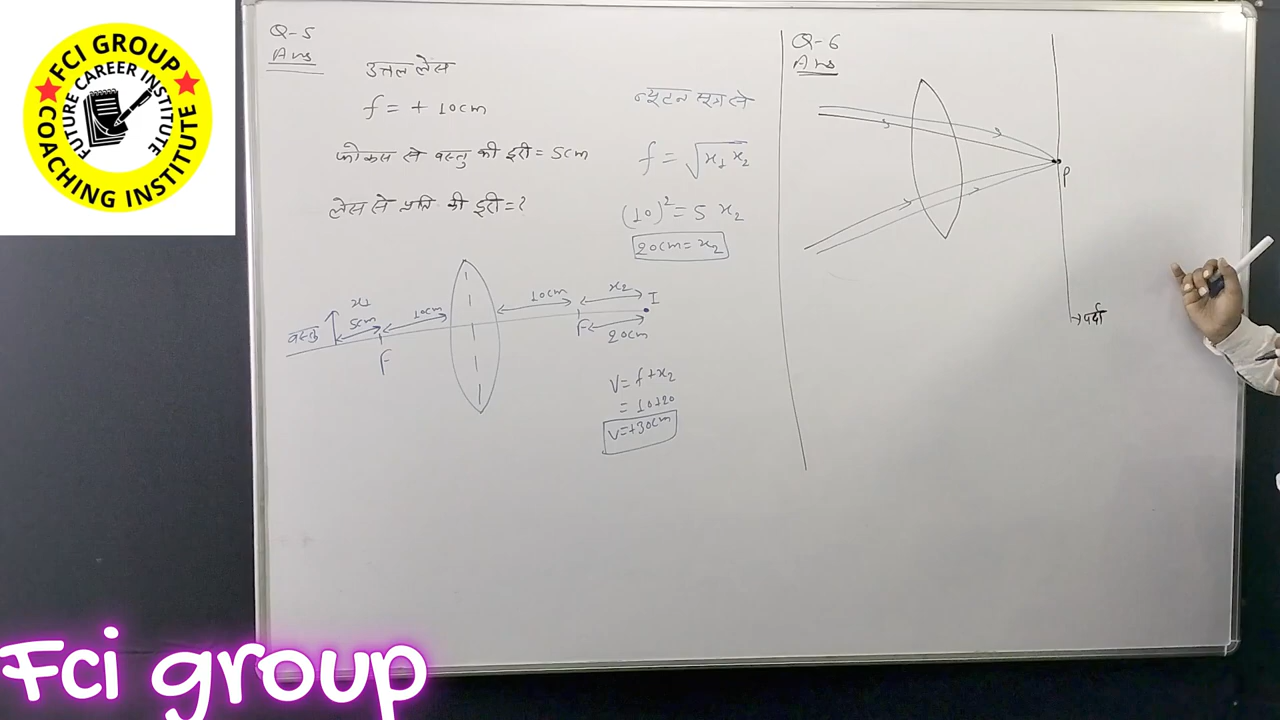 FCI GROUP
FUTURE CAREER INSTITUTE
COACHING INSTITUTE
Q-5
Ans
उत्तल लेंस
f = + 10cm
फोकस से वस्तु की दूरी = 5cm
लेंस से प्रति की दूरी = ?
न्यूटन सूत्र से
f = √x₁ x₂
(10)² = 5 x₂
20cm = x₂
वस्तु
x₁
5cm
10cm
F
10cm
x₂
I
F
20cm
V = f + x₂
= 10+20
V = +30cm
Q-6
Ans
P
→ पर्दा
Fci group